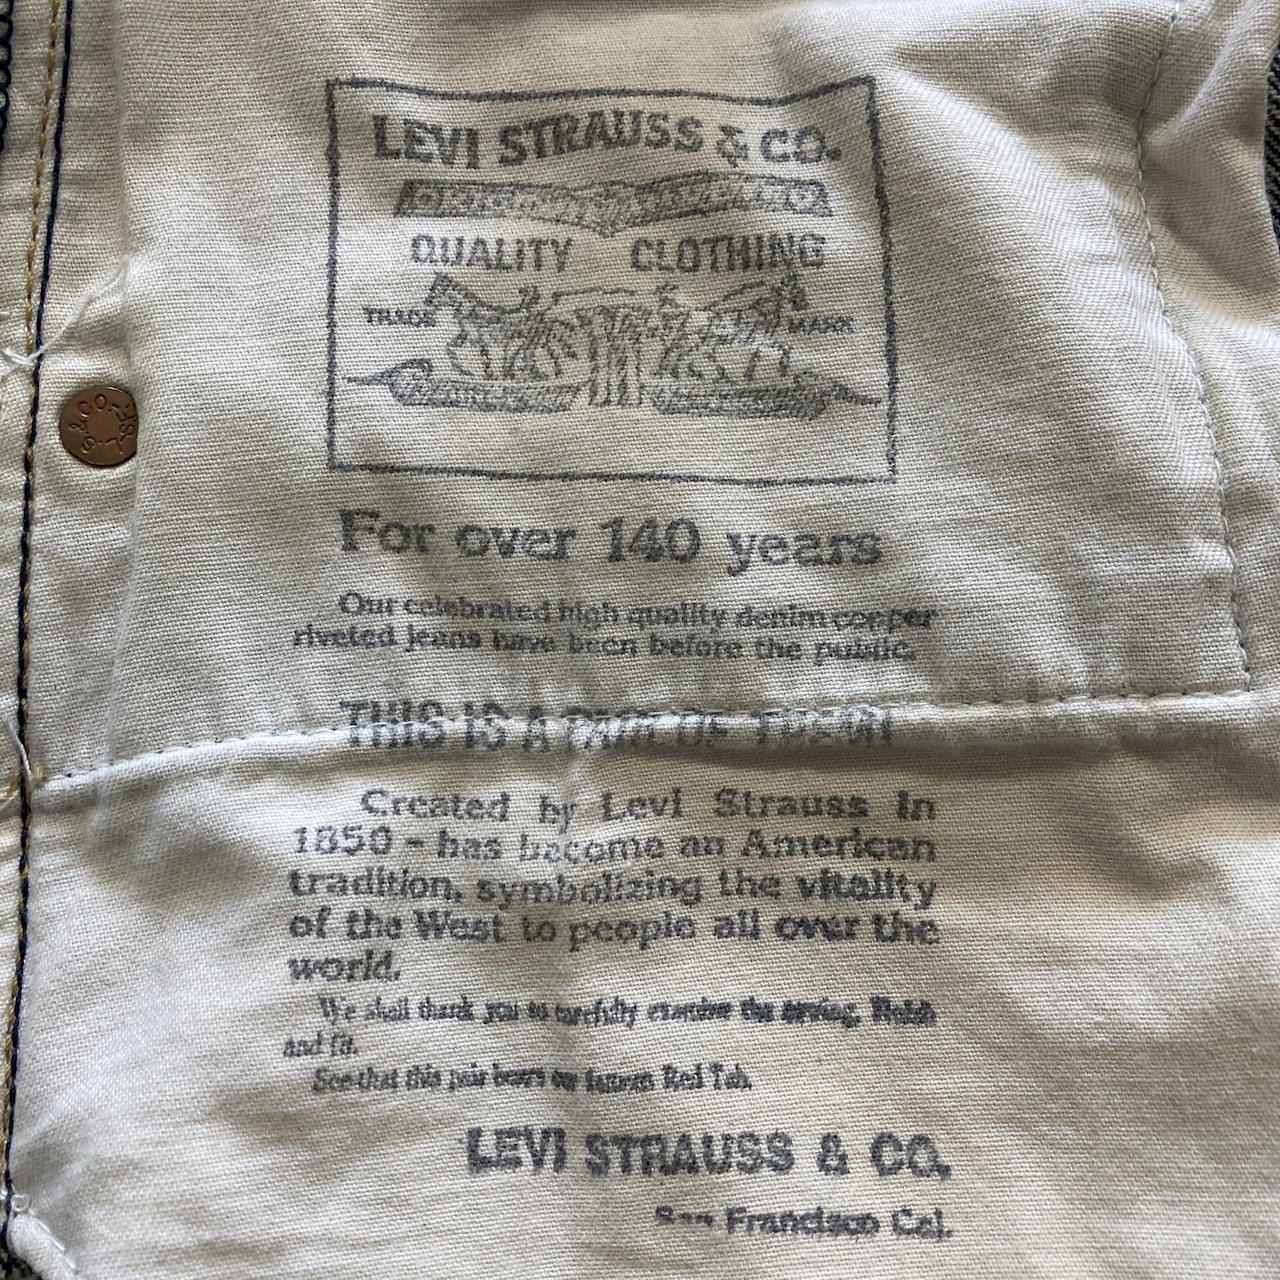 LEVI STRAUSS & CO.
QUALITY CLOTHING
TRADE MARK
L.S. & CO.-S.F.
For over 140 years
Our celebrated high quality denim copper
riveted jeans have been before the public.
THIS IS A PAIR OF THEM!
Created by Levi Strauss in
1850 - has become an American
tradition, symbolizing the vitality
of the West to people all over the
world.
We shall thank you to carefully examine the sewing, finish
and fit.
See that this pair bears our famous Red Tab.
LEVI STRAUSS & CO,
San Francisco Cal.